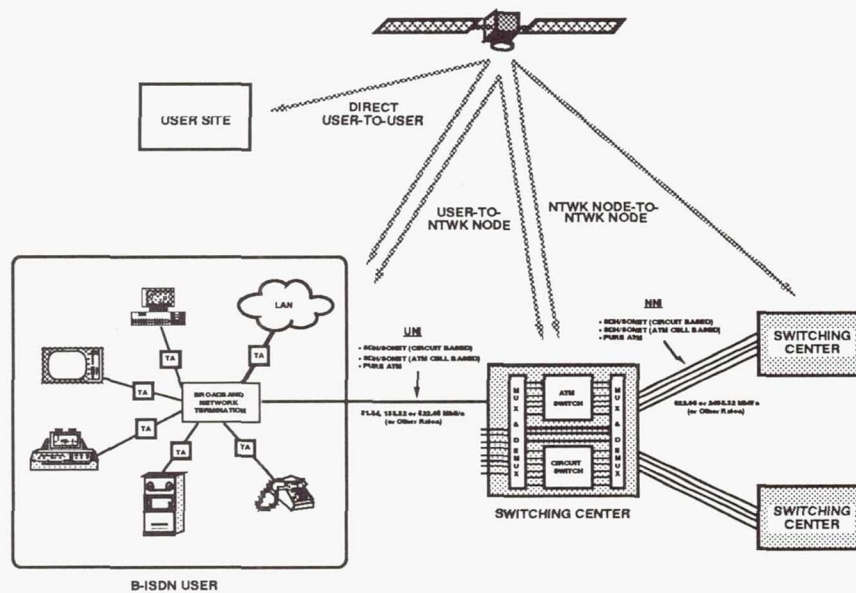 USER SITE
DIRECT
USER-TO-USER
USER-TO-
NTWK NODE
NTWK NODE-TO-
NTWK NODE
LAN
TA
TA
TA
TA
TA
TA
TA
BROADBAND
NETWORK
TERMINATION
B-ISDN USER
UNI
• SDH/SONET (CIRCUIT BASED)
• SDH/SONET (ATM CELL BASED)
• PURE ATM
(or Other Rates)
MUX & DEMUX
ATM
SWITCH
CIRCUIT
SWITCH
MUX & DEMUX
SWITCHING CENTER
NNI
• SDH/SONET (CIRCUIT BASED)
• SDH/SONET (ATM CELL BASED)
• PURE ATM
(or Other Rates)
SWITCHING
CENTER
SWITCHING
CENTER